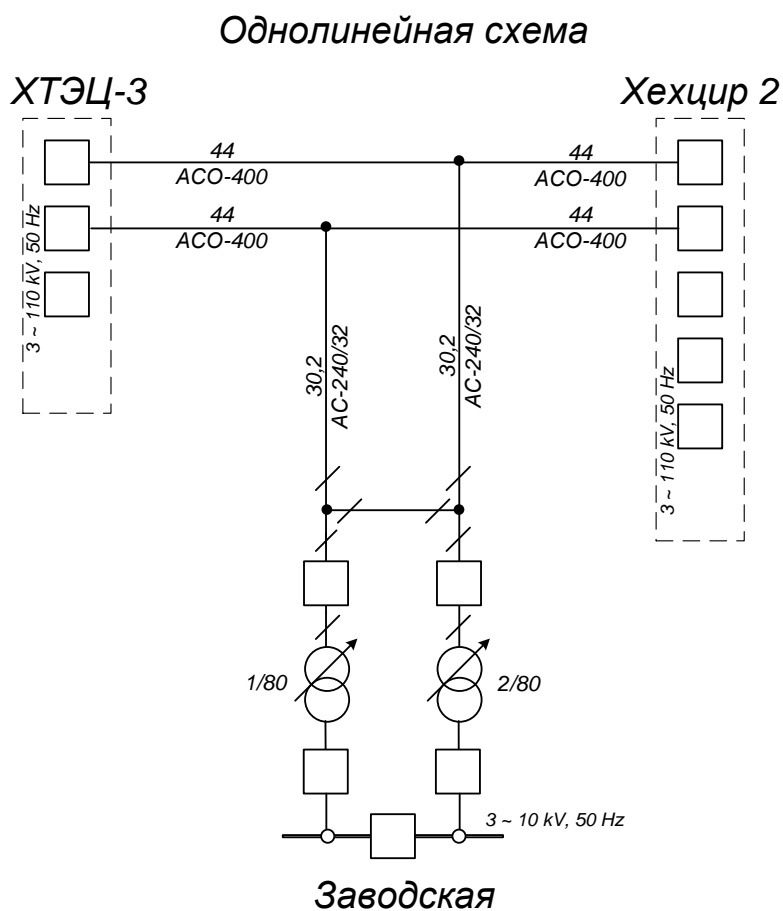 Однолинейная схема
ХТЭЦ-3
Хехцир 2
44
АСО-400
44
АСО-400
44
АСО-400
44
АСО-400
3 ~ 110 kV, 50 Hz
30,2
АС-240/32
30,2
АС-240/32
3 ~ 110 kV, 50 Hz
1/80
2/80
3 ~ 10 kV, 50 Hz
Заводская